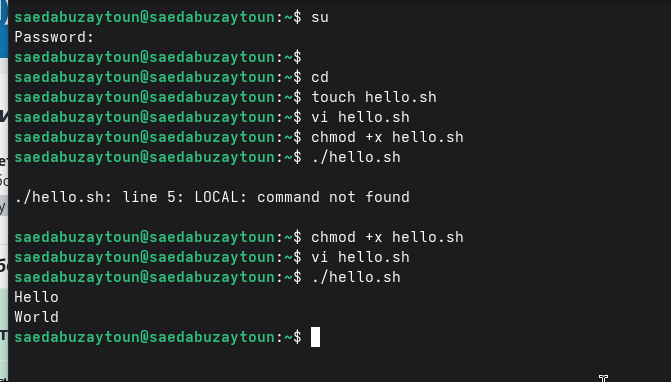 saedabuzaytoun@saedabuzaytoun:~$ su
Password:
saedabuzaytoun@saedabuzaytoun:~$
saedabuzaytoun@saedabuzaytoun:~$ cd
saedabuzaytoun@saedabuzaytoun:~$ touch hello.sh
saedabuzaytoun@saedabuzaytoun:~$ vi hello.sh
saedabuzaytoun@saedabuzaytoun:~$ chmod +x hello.sh
saedabuzaytoun@saedabuzaytoun:~$ ./hello.sh
./hello.sh: line 5: LOCAL: command not found
saedabuzaytoun@saedabuzaytoun:~$ chmod +x hello.sh
saedabuzaytoun@saedabuzaytoun:~$ vi hello.sh
saedabuzaytoun@saedabuzaytoun:~$ ./hello.sh
Hello
World
saedabuzaytoun@saedabuzaytoun:~$